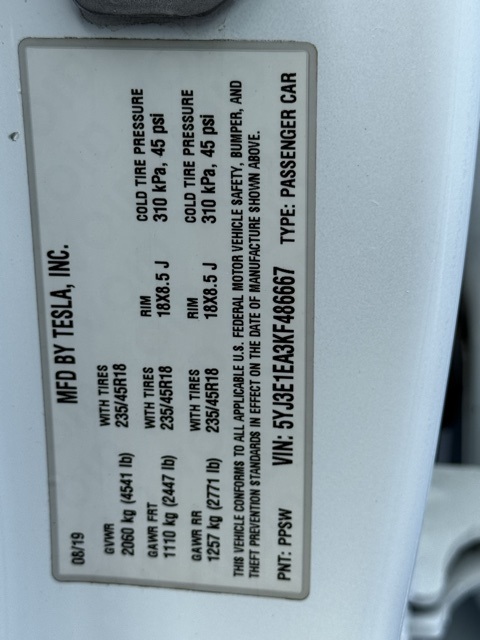 MFD BY TESLA, INC.
08/19
GVWR WITH TIRES
2060 kg (4541 lb) 235/45R18
GAWR FRT WITH TIRES RIM COLD TIRE PRESSURE
1110 kg (2447 lb) 235/45R18 18X8.5 J 310 kPa, 45 psi
GAWR RR WITH TIRES RIM COLD TIRE PRESSURE
1257 kg (2771 lb) 235/45R18 18X8.5 J 310 kPa, 45 psi
THIS VEHICLE CONFORMS TO ALL APPLICABLE U.S. FEDERAL MOTOR VEHICLE SAFETY, BUMPER, AND
THEFT PREVENTION STANDARDS IN EFFECT ON THE DATE OF MANUFACTURE SHOWN ABOVE.
PNT: PPSW VIN: 5YJ3E1EA3KF486667 TYPE: PASSENGER CAR